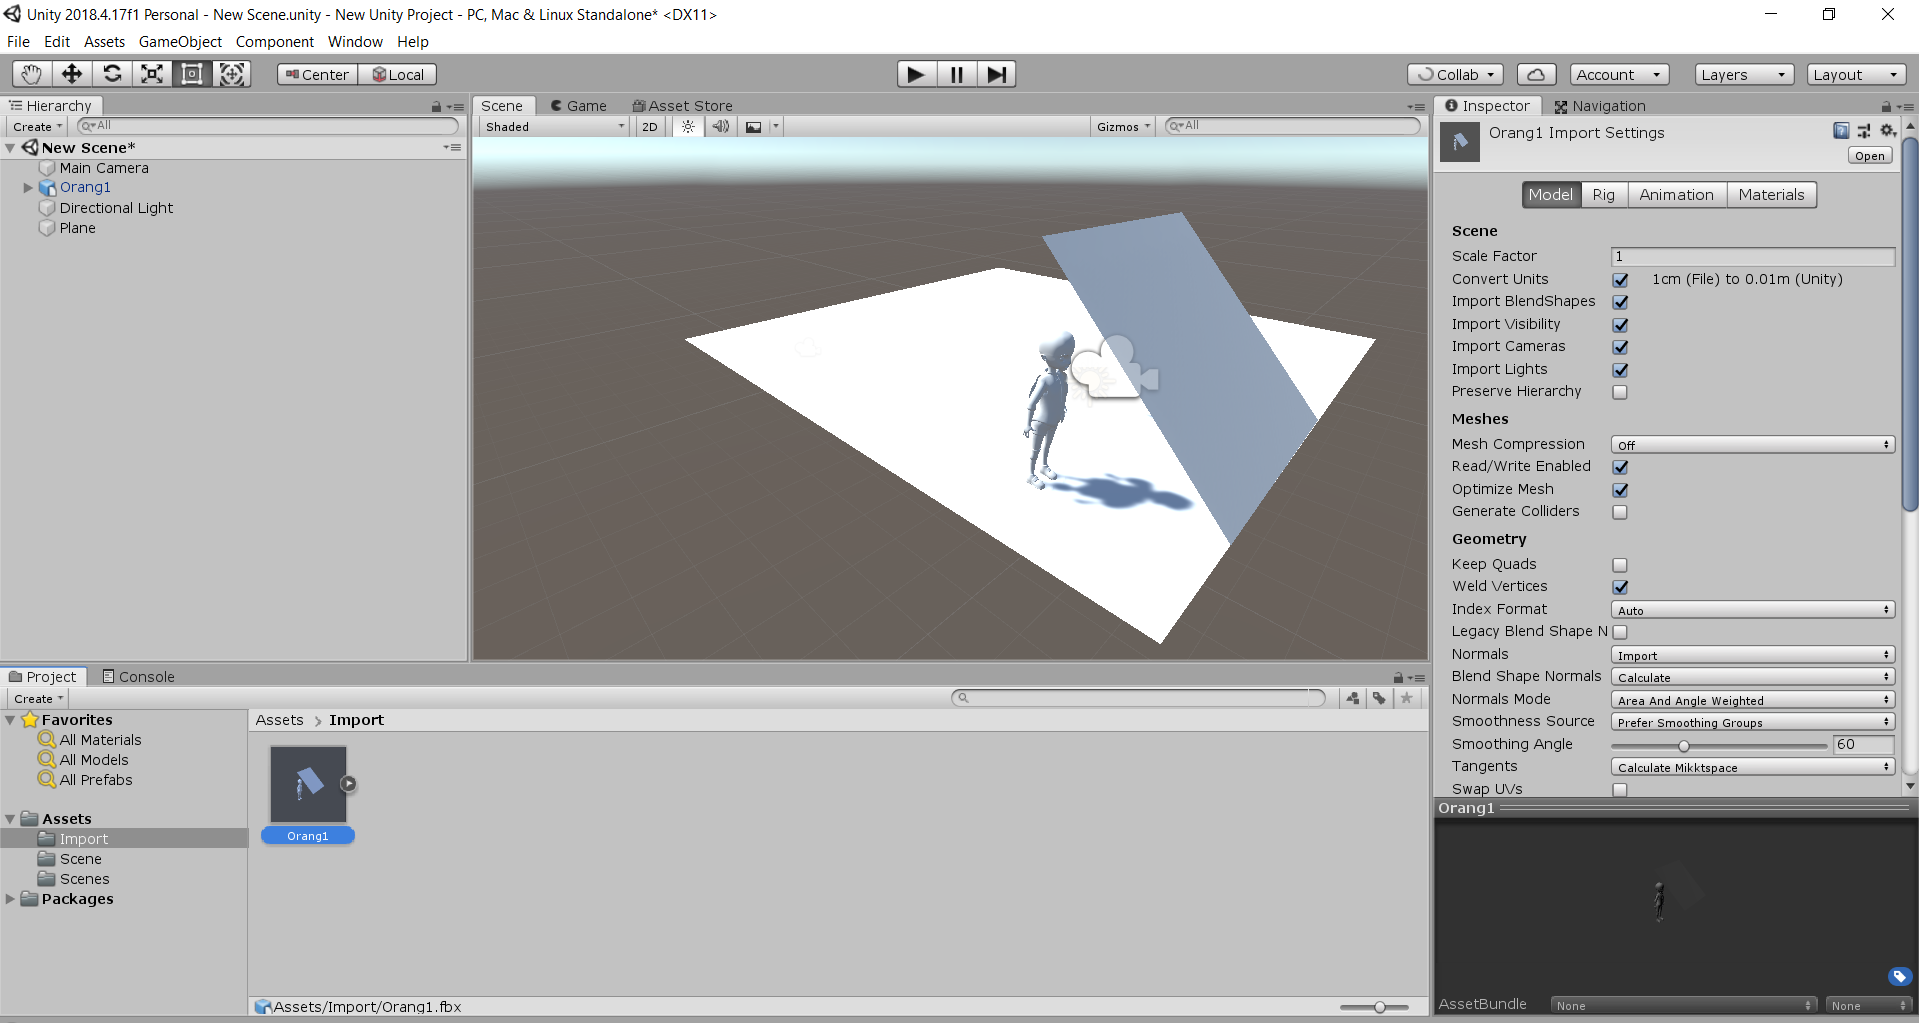 Unity 2018.4.17f1 Personal - New Scene.unity - New Unity Project - PC, Mac & Linux Standalone* <DX11>
File Edit Assets GameObject Component Window Help
Center Local Collab Account Layers Layout
Hierarchy
Create All
New Scene*
Main Camera
Orang1
Directional Light
Plane
Scene Game Asset Store
Shaded 2D Gizmos All
Inspector Navigation
Orang1 Import Settings
Open
Model Rig Animation Materials
Scene
Scale Factor 1
Convert Units 1cm (File) to 0.01m (Unity)
Import BlendShapes
Import Visibility
Import Cameras
Import Lights
Preserve Hierarchy
Meshes
Mesh Compression Off
Read/Write Enabled
Optimize Mesh
Generate Colliders
Geometry
Keep Quads
Weld Vertices
Index Format Auto
Legacy Blend Shape N
Normals Import
Blend Shape Normals Calculate
Normals Mode Area And Angle Weighted
Smoothness Source Prefer Smoothing Groups
Smoothing Angle 60
Tangents Calculate Mikktspace
Swap UVs
Orang1
AssetBundle None None
Project Console
Create
Favorites
All Materials
All Models
All Prefabs
Assets
Import
Scene
Scenes
Packages
Assets Import
Orang1
Assets/Import/Orang1.fbx